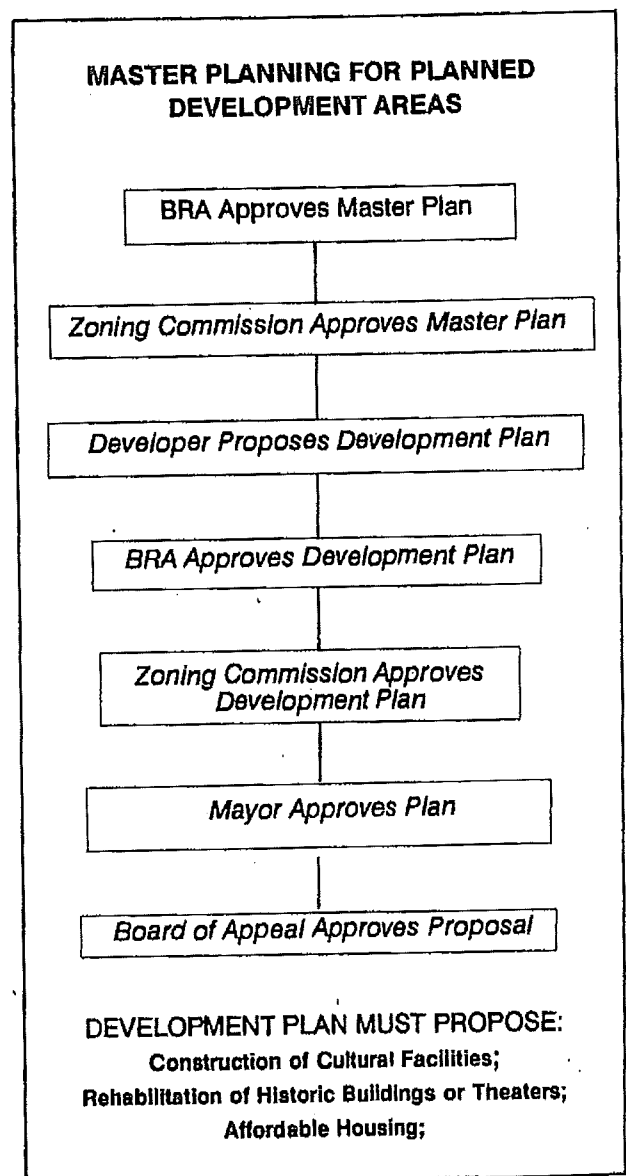 MASTER PLANNING FOR PLANNED
DEVELOPMENT AREAS
BRA Approves Master Plan
Zoning Commission Approves Master Plan
Developer Proposes Development Plan
BRA Approves Development Plan
Zoning Commission Approves
Development Plan
Mayor Approves Plan
Board of Appeal Approves Proposal
DEVELOPMENT PLAN MUST PROPOSE:
Construction of Cultural Facilities;
Rehabilitation of Historic Buildings or Theaters;
Affordable Housing;